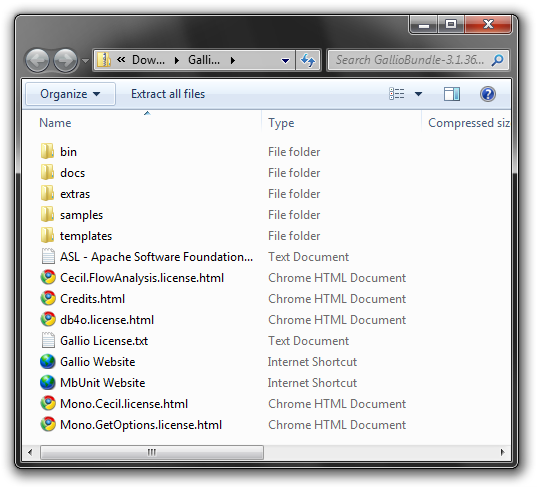 « Dow... Galli...
Search GallioBundle-3.1.36...
Organize Extract all files
Name Type Compressed siz
bin File folder
docs File folder
extras File folder
samples File folder
templates File folder
ASL - Apache Software Foundation... Text Document
Cecil.FlowAnalysis.license.html Chrome HTML Document
Credits.html Chrome HTML Document
db4o.license.html Chrome HTML Document
Gallio License.txt Text Document
Gallio Website Internet Shortcut
MbUnit Website Internet Shortcut
Mono.Cecil.license.html Chrome HTML Document
Mono.GetOptions.license.html Chrome HTML Document